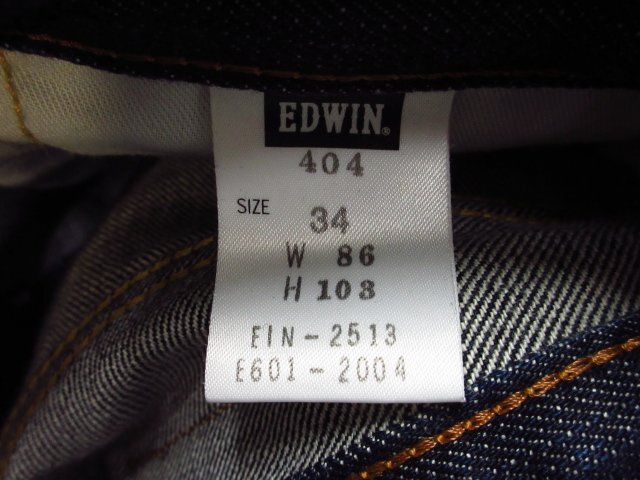 EDWIN®
404
SIZE 34
W 86
H 103
EIN-2513
E601-2004